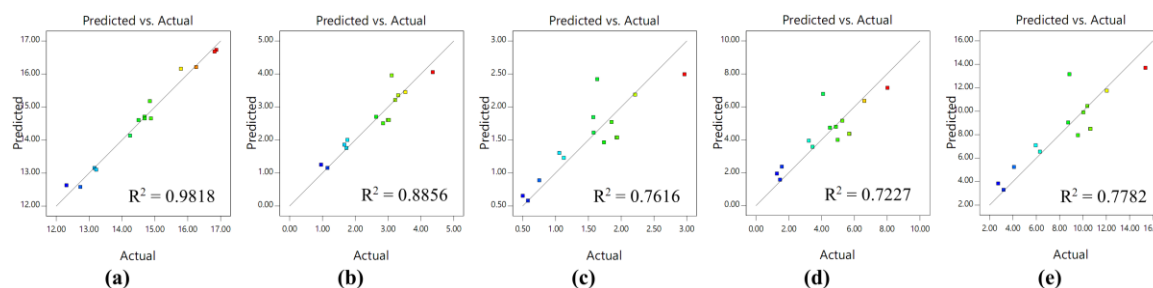 Predicted vs. Actual
Predicted
17.00
16.00
15.00
14.00
13.00
12.00
12.00 13.00 14.00 15.00 16.00 17.00
R² = 0.9818
Actual
(a)
Predicted vs. Actual
Predicted
5.00
4.00
3.00
2.00
1.00
0.00
0.00 1.00 2.00 3.00 4.00 5.00
R² = 0.8856
Actual
(b)
Predicted vs. Actual
Predicted
3.00
2.50
2.00
1.50
1.00
0.50
0.50 1.00 1.50 2.00 2.50 3.00
R² = 0.7616
Actual
(c)
Predicted vs. Actual
Predicted
10.00
8.00
6.00
4.00
2.00
0.00
0.00 2.00 4.00 6.00 8.00 10.00
R² = 0.7227
Actual
(d)
Predicted vs. Actual
Predicted
16.00
14.00
12.00
10.00
8.00
6.00
4.00
2.00
2.00 4.00 6.00 8.00 10.00 12.00 14.00
R² = 0.7782
Actual
(e)